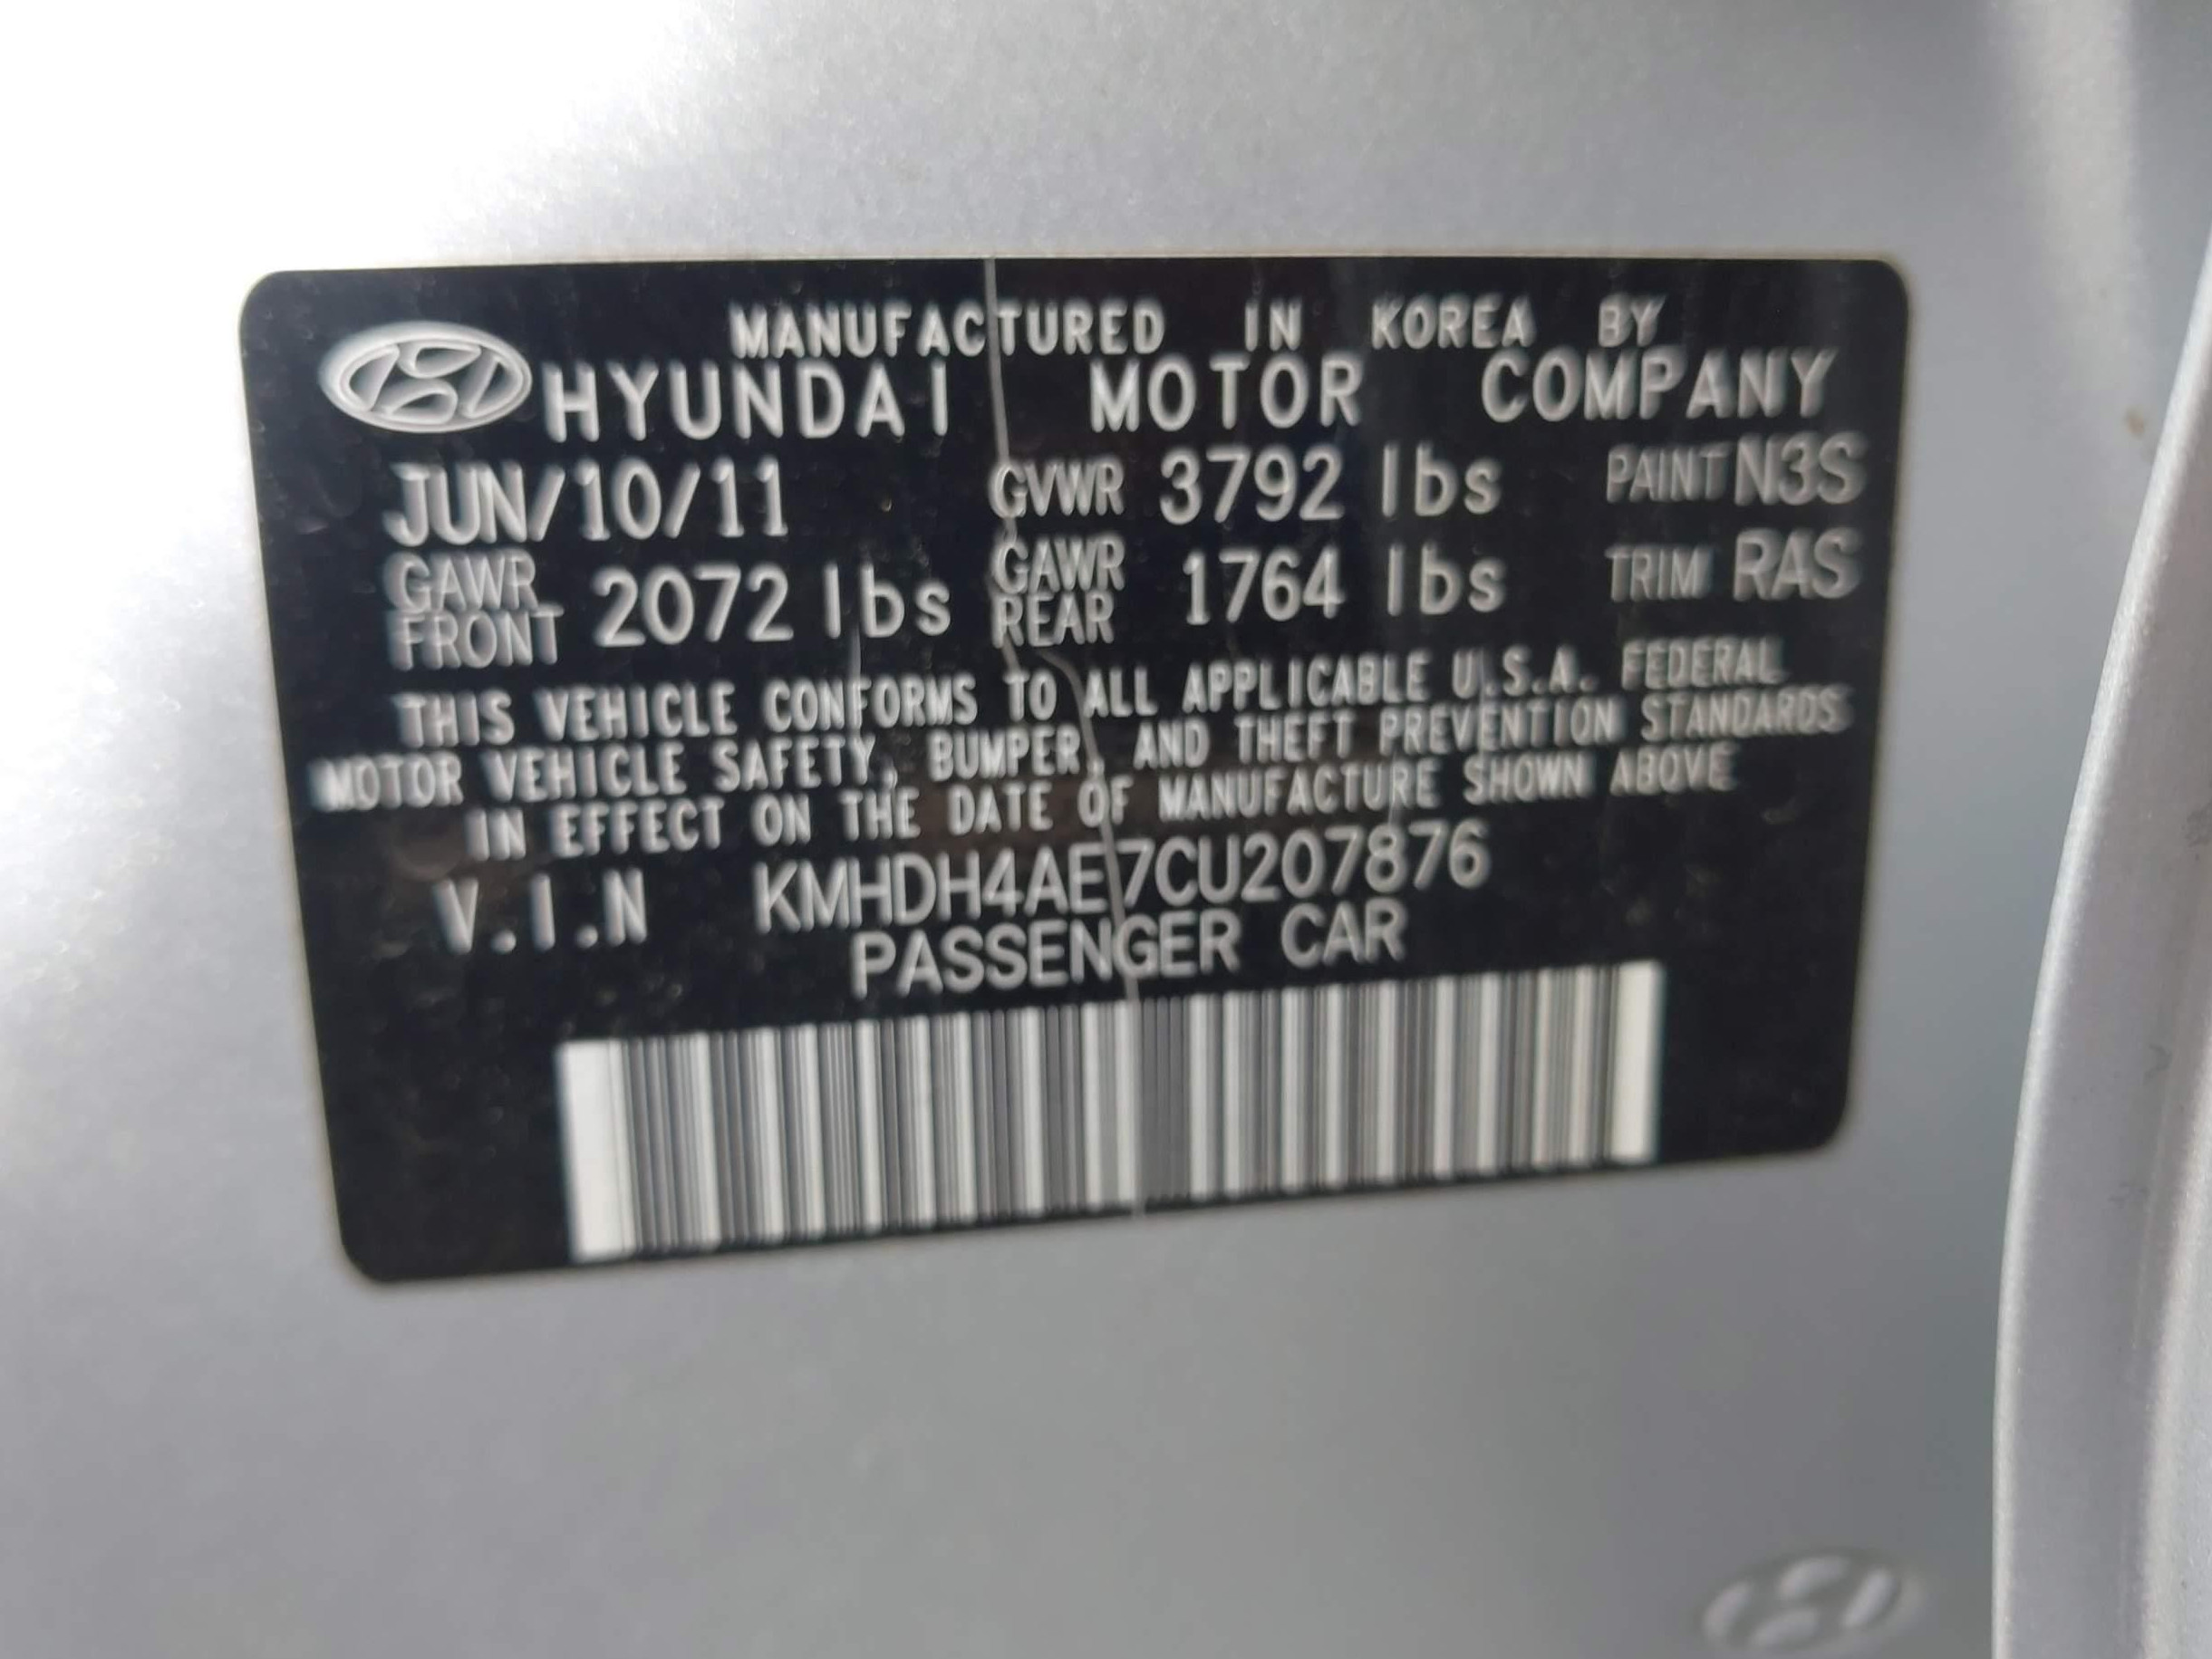 MANUFACTURED IN KOREA BY
HYUNDAI MOTOR COMPANY
JUN/10/11 GVWR 3792 lbs PAINT N3S
GAWR FRONT 2072 lbs GAWR REAR 1764 lbs TRIM RAS
THIS VEHICLE CONFORMS TO ALL APPLICABLE U.S.A. FEDERAL
MOTOR VEHICLE SAFETY, BUMPER, AND THEFT PREVENTION STANDARDS
IN EFFECT ON THE DATE OF MANUFACTURE SHOWN ABOVE
V.I.N KMHDH4AE7CU207876
PASSENGER CAR